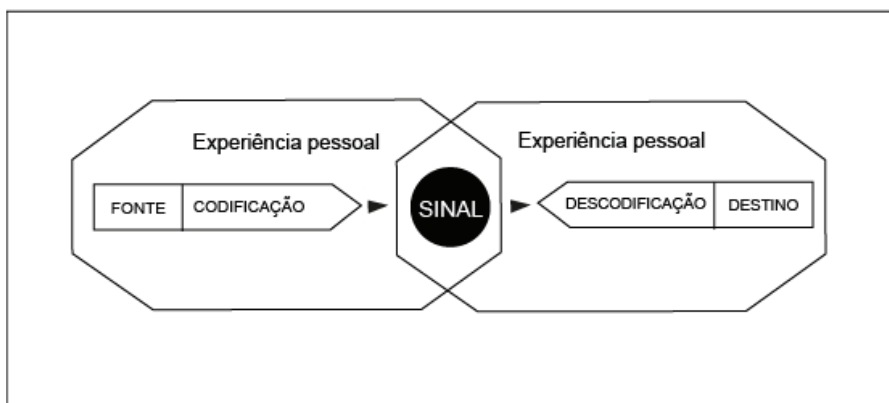 Experiência pessoal
Experiência pessoal
FONTE
CODIFICAÇÃO
SINAL
DESCODIFICAÇÃO
DESTINO